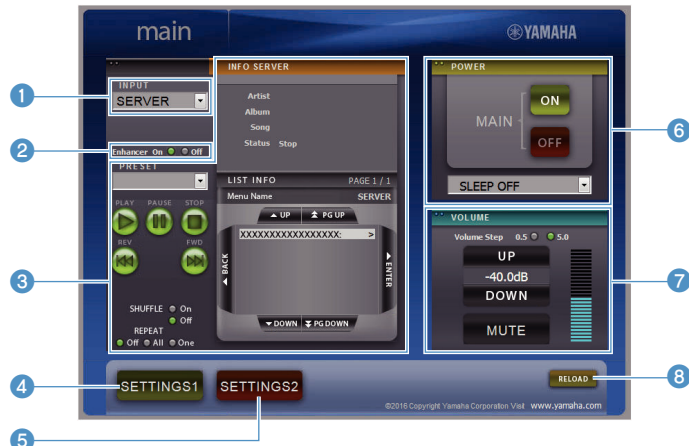 main
YAMAHA
INPUT
SERVER
Enhancer On Off
PRESET
PLAY PAUSE STOP
REV FWD
SHUFFLE On
Off
REPEAT
Off All One
INFO SERVER
Artist
Album
Song
Status Stop
LIST INFO PAGE 1 / 1
Menu Name SERVER
UP PG UP
XXXXXXXXXXXXXXXXX: >
BACK
ENTER
DOWN PG DOWN
POWER
MAIN
ON
OFF
SLEEP OFF
VOLUME
Volume Step 0.5 5.0
UP
-40.0dB
DOWN
MUTE
SETTINGS1 SETTINGS2
RELOAD
©2016 Copyright Yamaha Corporaton Visit www.yamaha.com
1
2
3
4
5
6
7
8